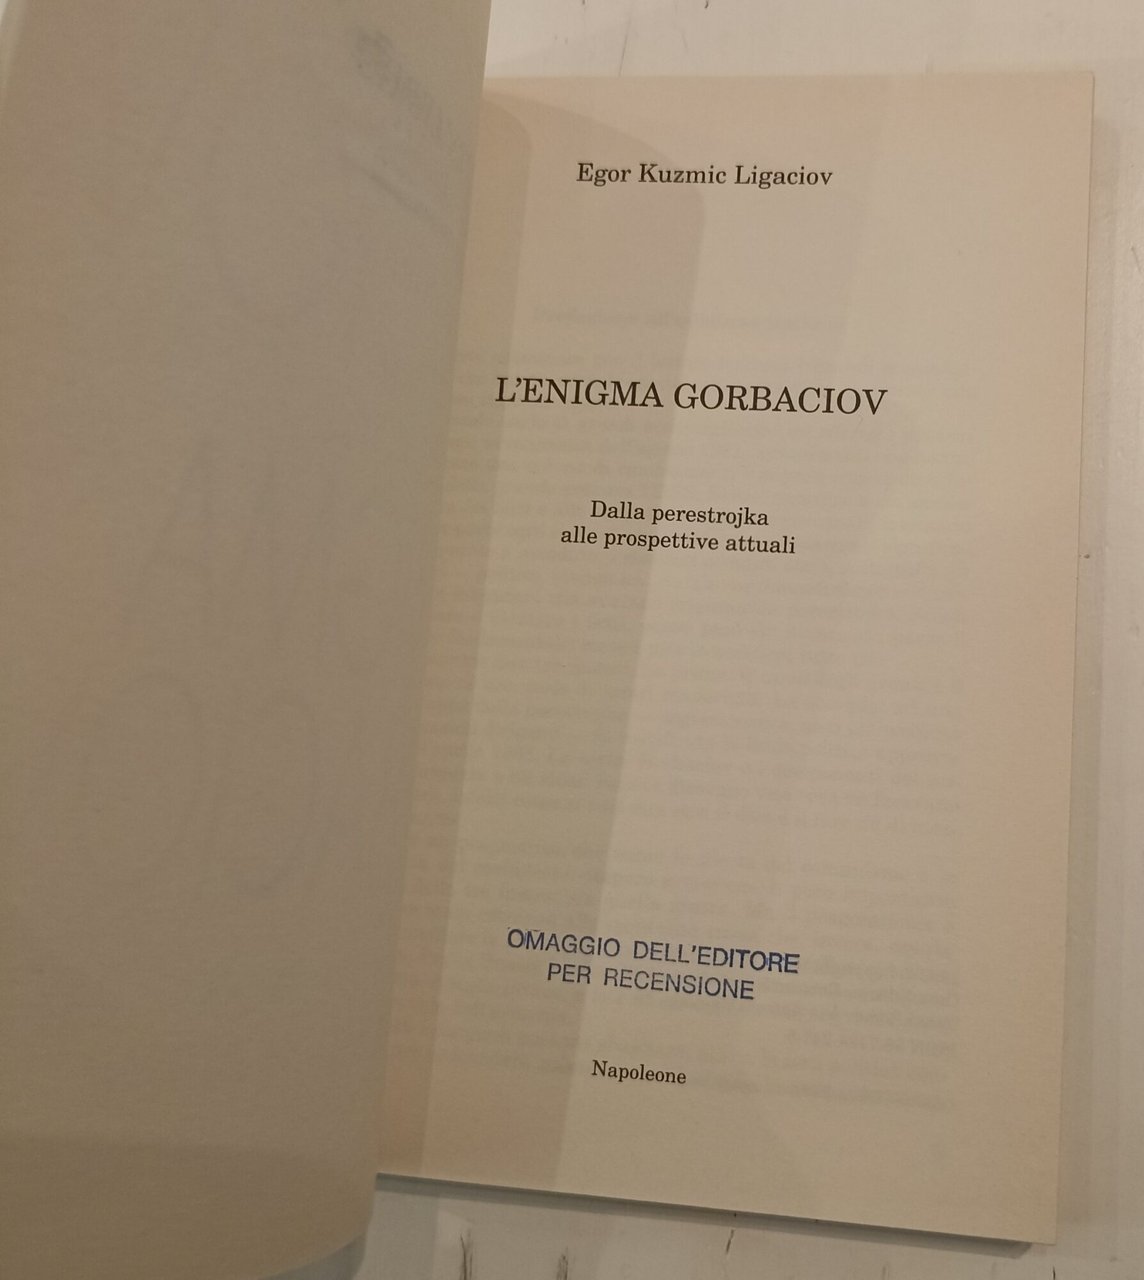 Egor Kuzmic Ligaciov
L'ENIGMA GORBACIOV
Dalla perestrojka
alle prospettive attuali
OMAGGIO DELL'EDITORE
PER RECENSIONE
Napoleone